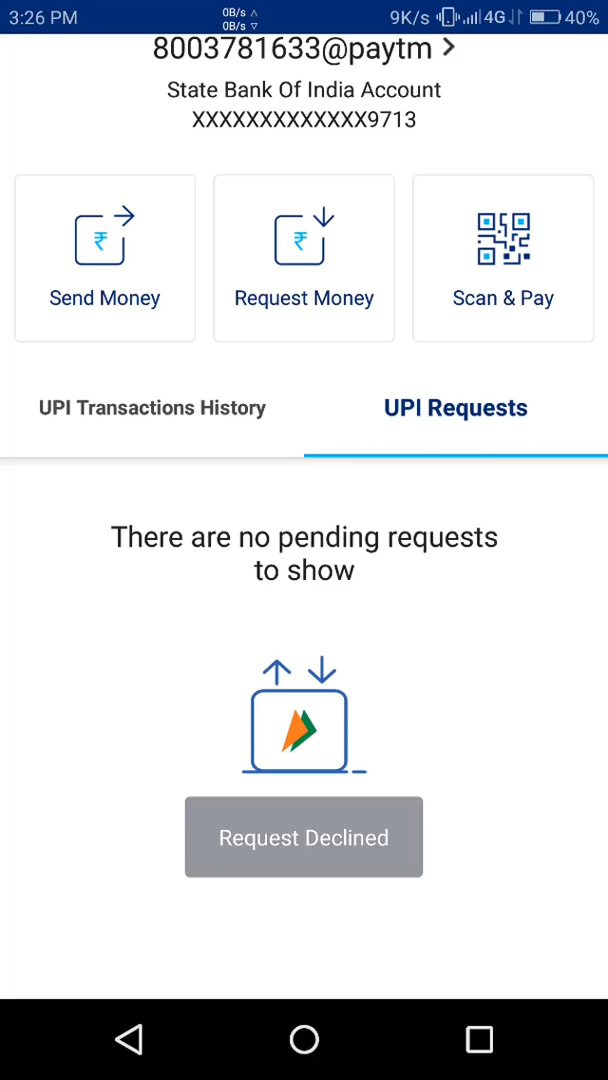 3:26 PM
0B/s △
0B/s ▽
9K/s 4G 40%
8003781633@paytm >
State Bank Of India Account
XXXXXXXXXXXXX9713
Send Money
Request Money
Scan & Pay
UPI Transactions History
UPI Requests
There are no pending requests
to show
Request Declined